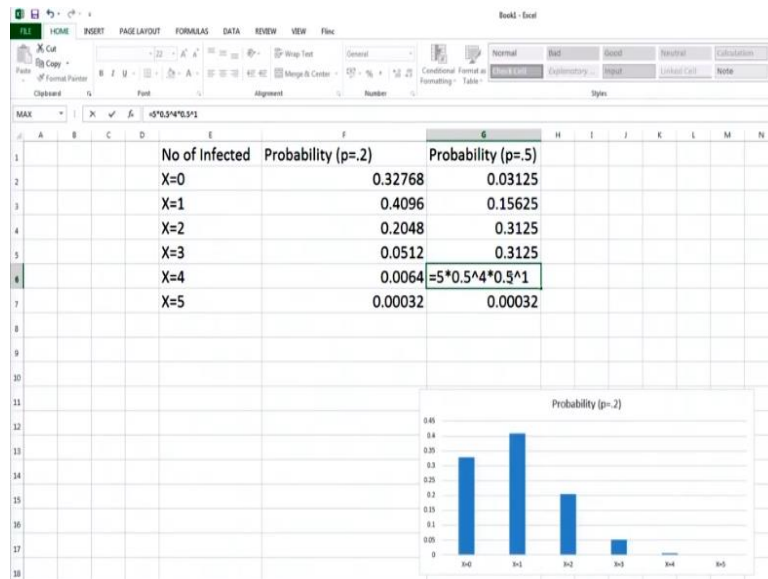 Book1 - Excel
FILE HOME INSERT PAGE LAYOUT FORMULAS DATA REVIEW VIEW Flinc
Cut
Copy
Format Painter
Paste
22
Wrap Text
Merge & Center
General
Conditional Formatting
Format as Table
Normal Bad Good Neutral Calculation
Check Cell Explanatory ... Input Linked Cell Note
Clipboard Font Alignment Number Styles
MAX =5*0.5^4*0.5^1
A B C D E F G H I J K L M N
1 No of Infected Probability (p=.2) Probability (p=.5)
2 X=0 0.32768 0.03125
3 X=1 0.4096 0.15625
4 X=2 0.2048 0.3125
5 X=3 0.0512 0.3125
6 X=4 0.0064 =5*0.5^4*0.5^1
7 X=5 0.00032 0.00032
8
9
10
11
12
13
14
15
16
17
18
Probability (p=.2)
0.45
0.4
0.35
0.3
0.25
0.2
0.15
0.1
0.05
0
X=0 X=1 X=2 X=3 X=4 X=5